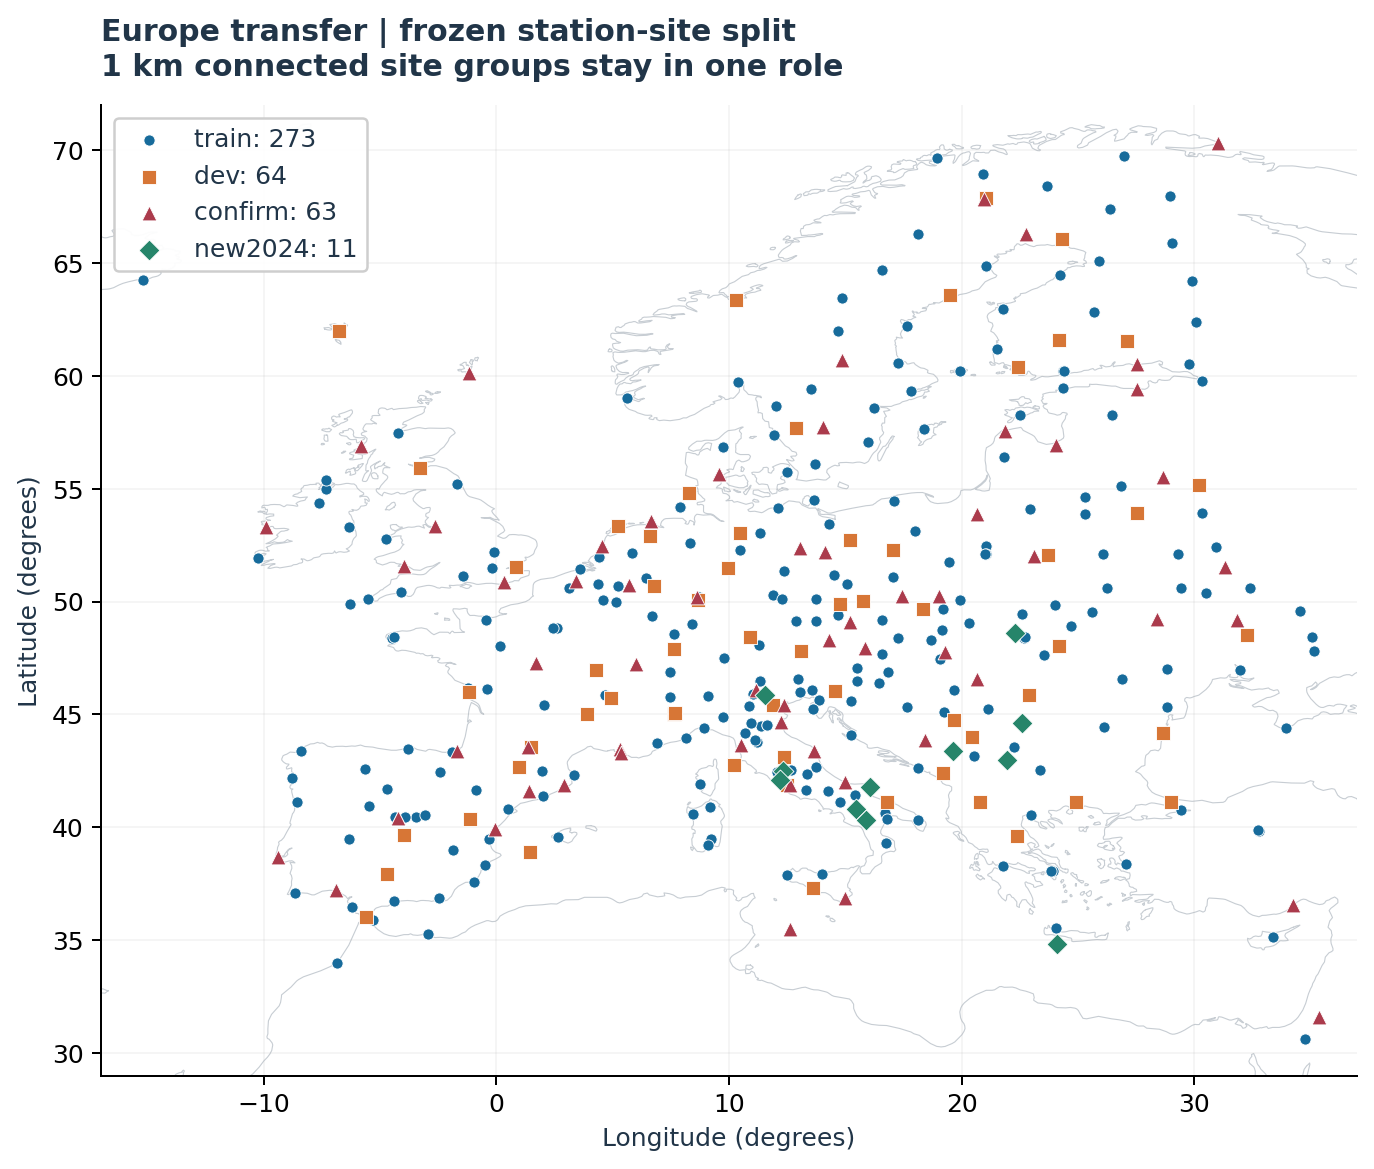 Europe transfer | frozen station-site split
1 km connected site groups stay in one role
train: 273
dev: 64
confirm: 63
new2024: 11
70
65
60
55
50
45
40
35
30
Latitude (degrees)
−10
0
10
20
30
Longitude (degrees)